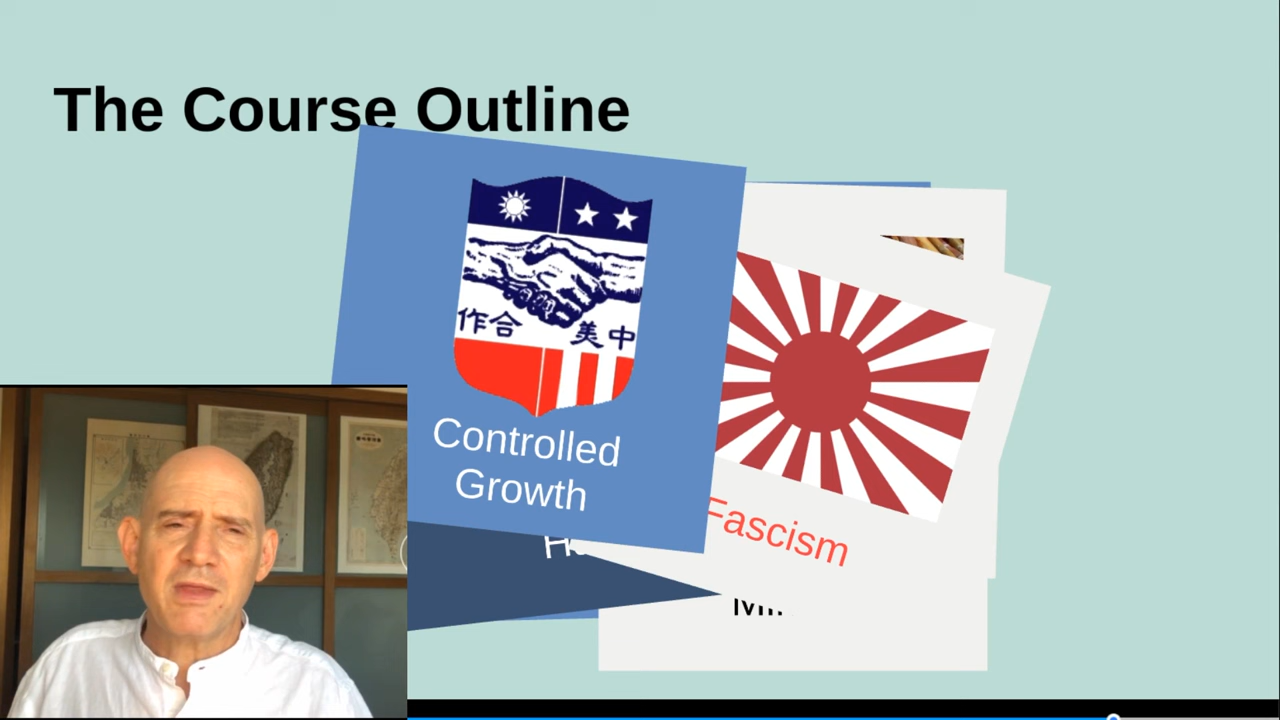 The Course Outline
作合 美中
Controlled
Growth
Fascism